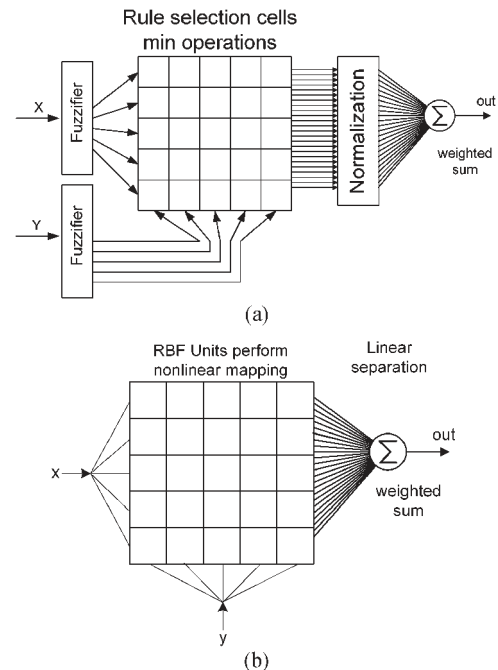 Rule selection cells
min operations
X
Fuzzifier
Y
Fuzzifier
Normalization
Σ
out
weighted
sum
(a)
RBF Units perform
nonlinear mapping
Linear
separation
x
Σ
out
weighted
sum
y
(b)